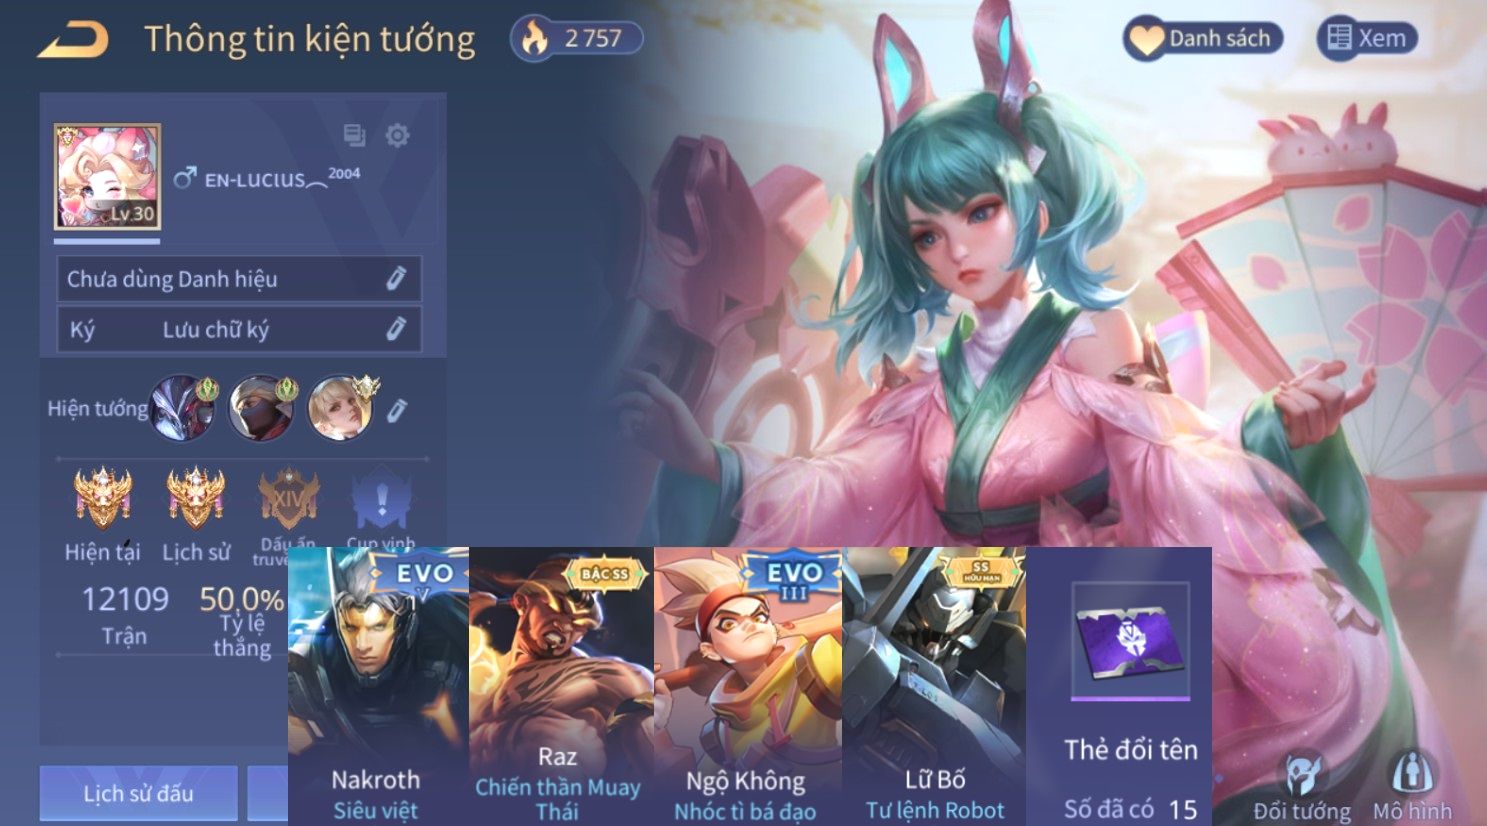 Thông tin kiện tướng
2 757
Danh sách
Xem
Lv.30
EN-LUCIUS︵²⁰⁰⁴
Chưa dùng Danh hiệu
Ký Lưu chữ ký
Hiện tướng
XIV
Hiện tại
Lịch sử
Dấu ấn
Cup vinh
12109
Trận
50.0%
Tỷ lệ
thắng
Lịch sử đấu
EVO
V
Nakroth
Siêu việt
BẬC SS
Raz
Chiến thần Muay
Thái
EVO
III
Ngộ Không
Nhóc tì bá đạo
SS
HỮU HẠN
Lữ Bố
Tư lệnh Robot
Thẻ đổi tên
Số đã có 15
Đổi tướng
Mô hình